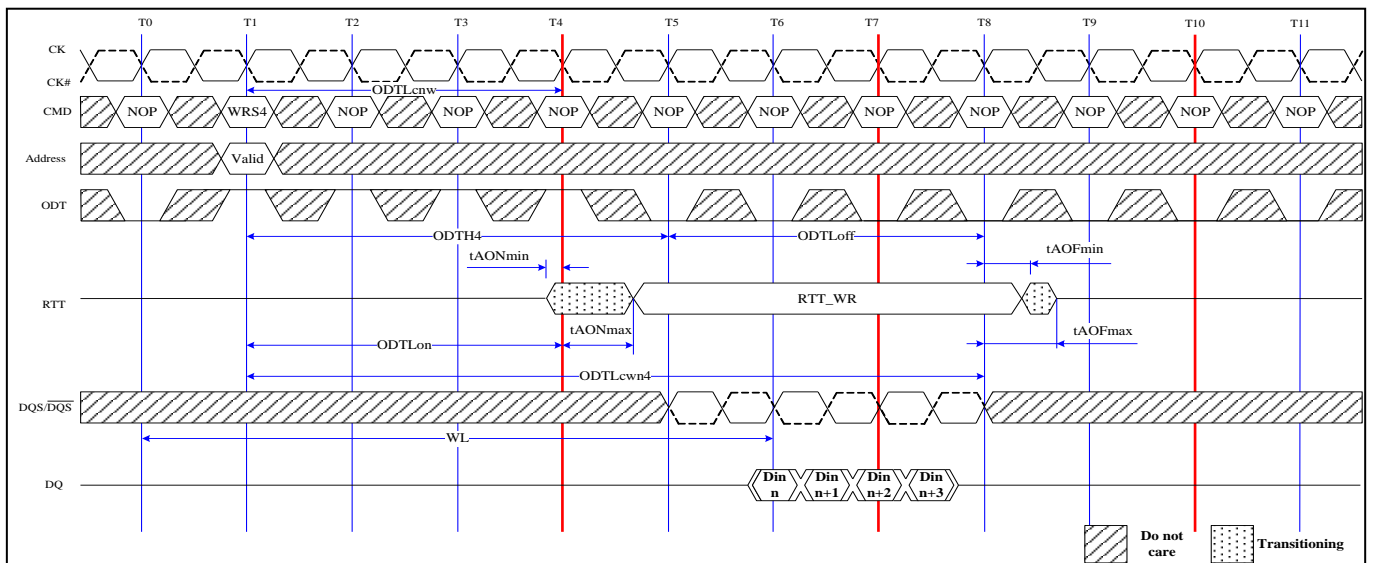 T0 T1 T2 T3 T4 T5 T6 T7 T8 T9 T10 T11
CK
CK#
ODTLcnw
CMD NOP WRS4 NOP NOP NOP NOP NOP NOP NOP NOP NOP NOP
Address Valid
ODT
ODTH4 ODTLoff
tAONmin tAOFmin
RTT RTT_WR
tAONmax tAOFmax
ODTLon
ODTLcwn4
DQS/DQS
WL
DQ Din n Din n+1 Din n+2 Din n+3
Do not care Transitioning